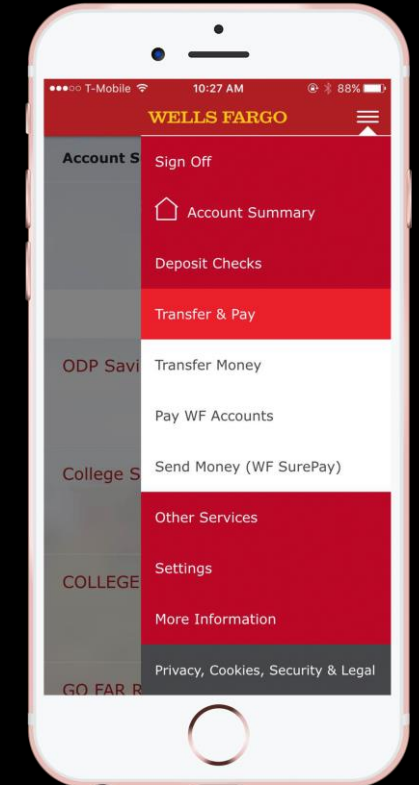 T-Mobile 10:27 AM 88%
WELLS FARGO
Account S
Sign Off
Account Summary
Deposit Checks
Transfer & Pay
ODP Savi
Transfer Money
Pay WF Accounts
College S
Send Money (WF SurePay)
Other Services
COLLEGE
Settings
More Information
GO FAR R
Privacy, Cookies, Security & Legal